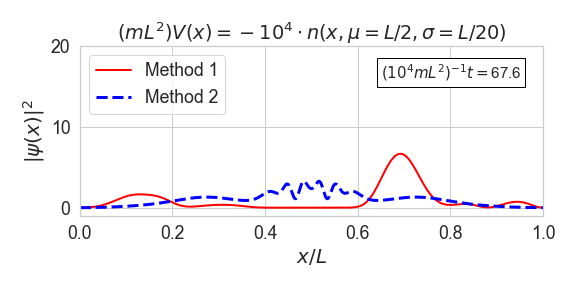 (mL²)V(x) = −10⁴ · n(x, μ = L/2, σ = L/20)
Method 1
Method 2
(10⁴mL²)⁻¹t = 67.6
|ψ(x)|²
20
10
0
0.0 0.2 0.4 0.6 0.8 1.0
x/L